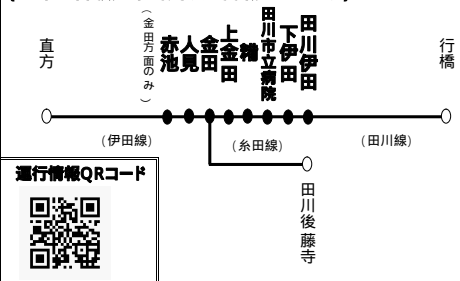 直方
（金田方面のみ）
赤池
人見
金田
上金田
糒
田川市立病院
下伊田
田川伊田
行橋
(伊田線)
(糸田線)
(田川線)
田川後藤寺
運行情報QRコード